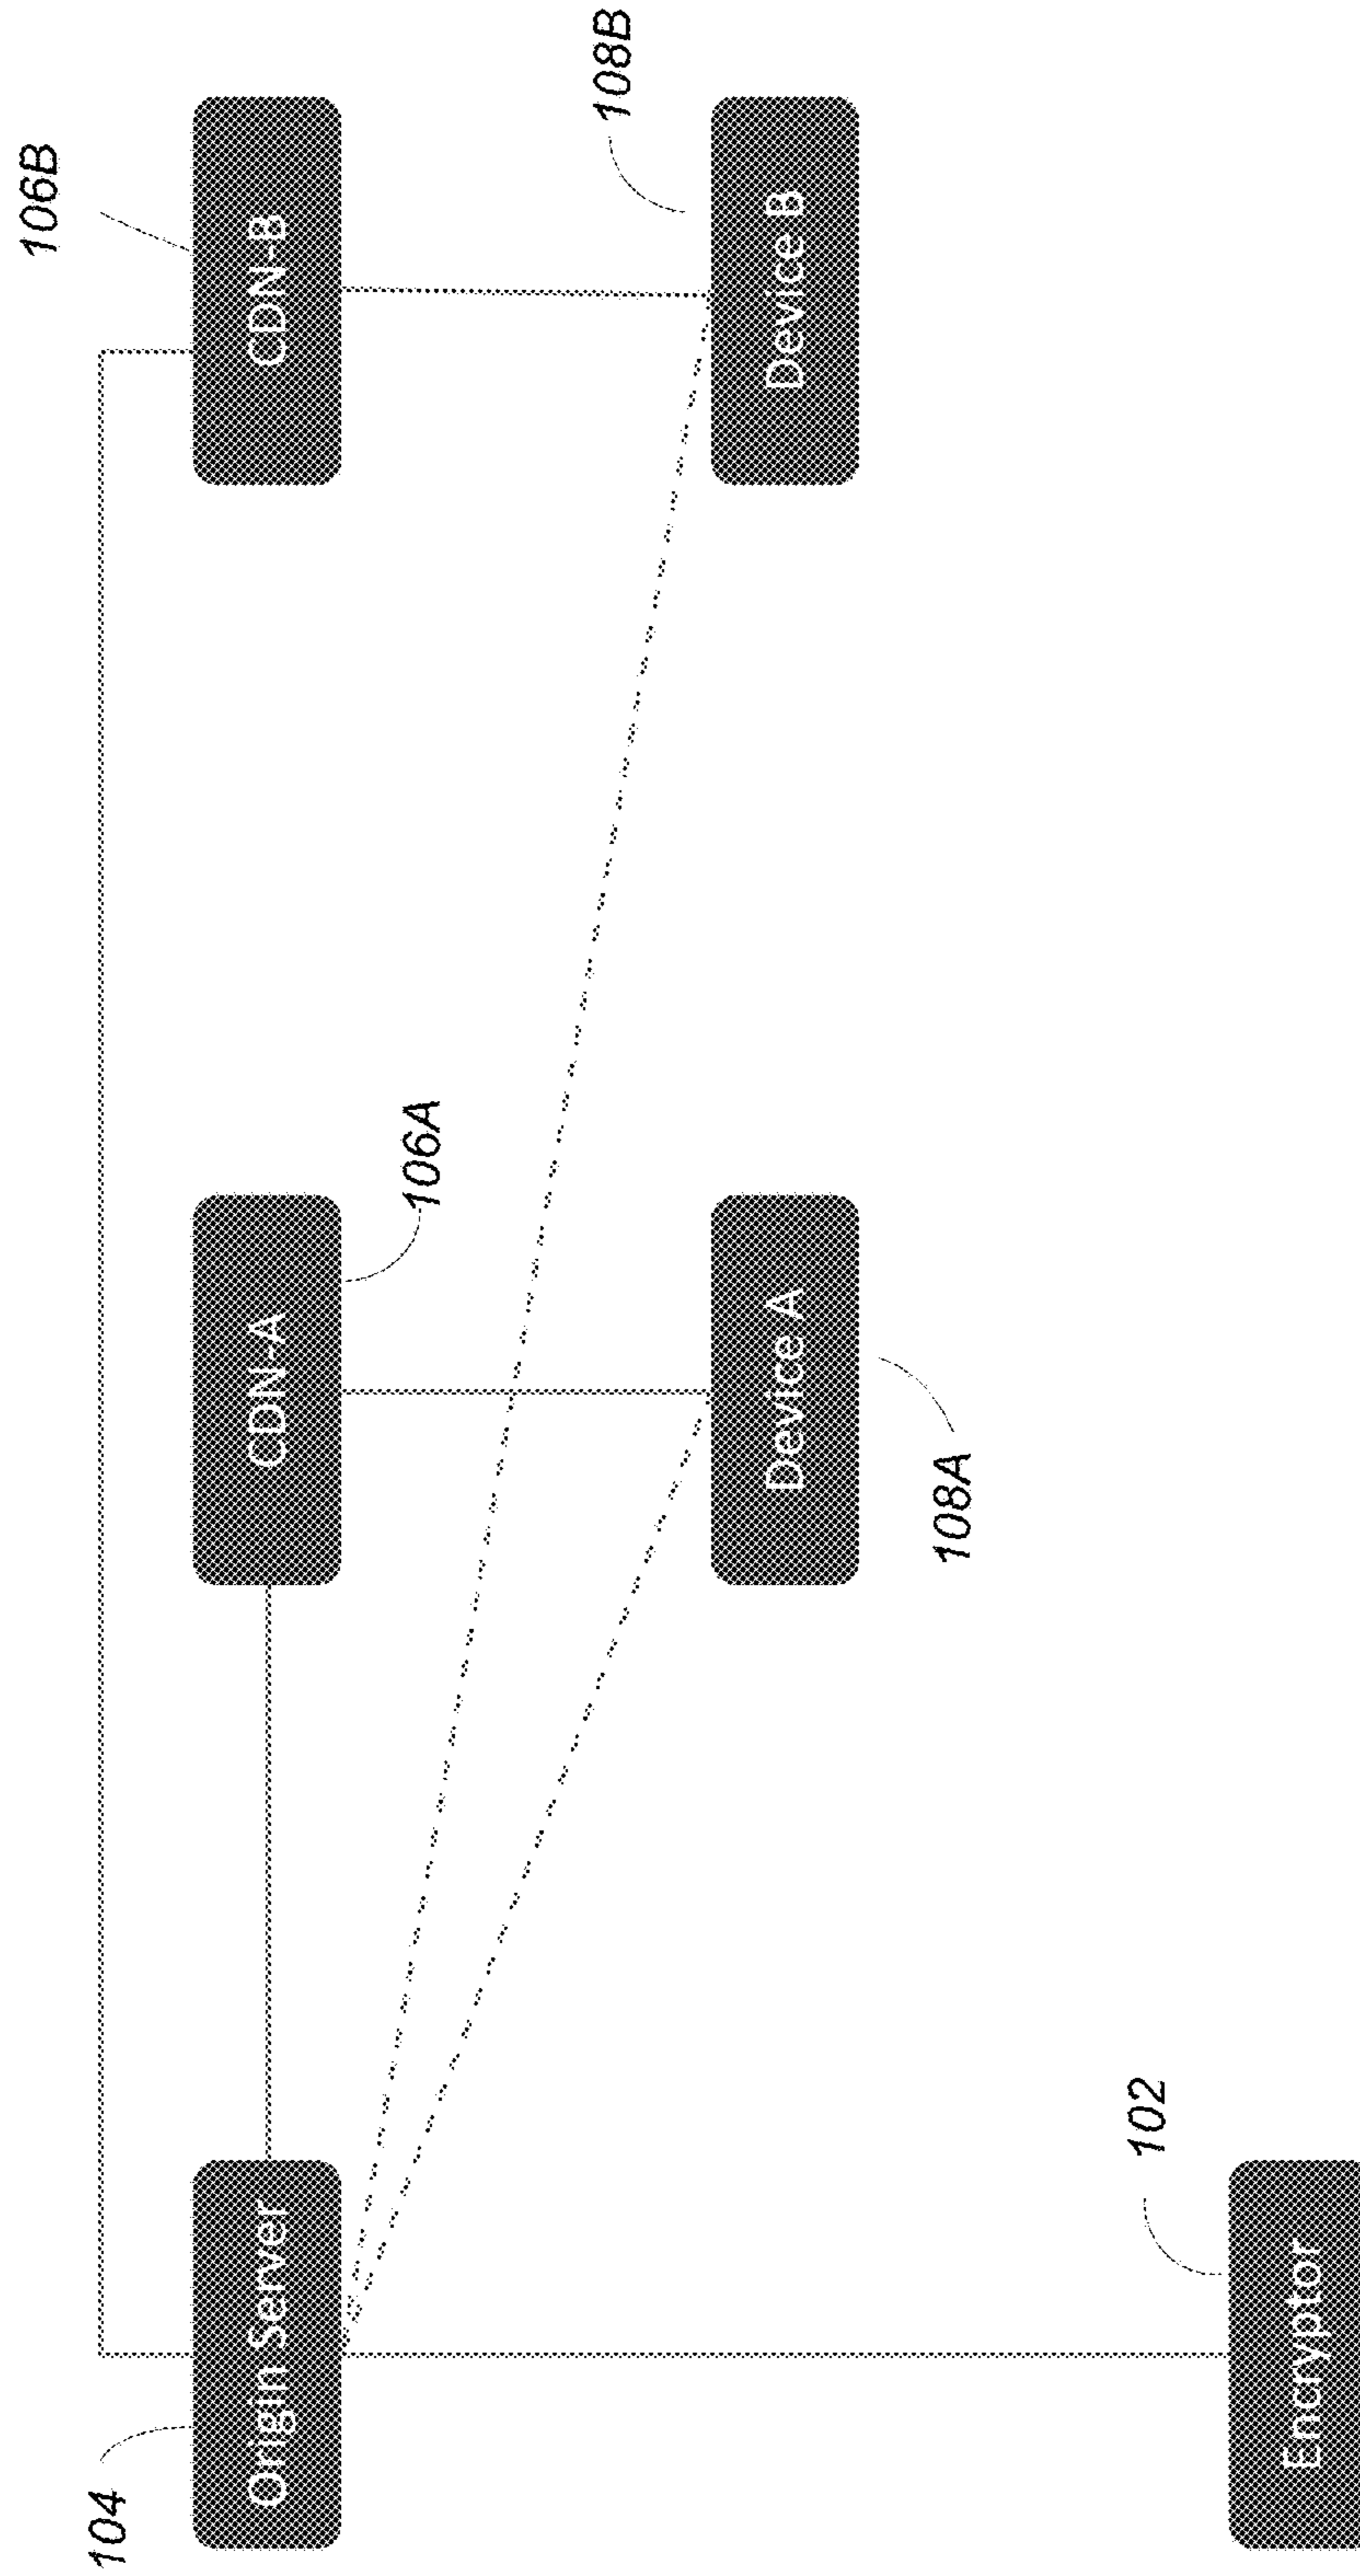 104
Origin Server
CDN-A
106A
CDN-B
106B
Device A
108A
Device B
108B
Encryptor
102